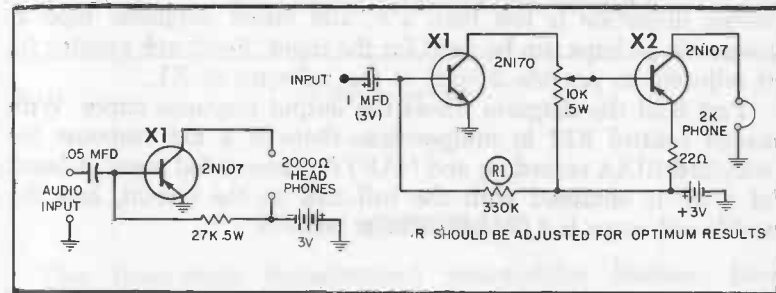 X1
.05 MFD
2N107
AUDIO
INPUT
2000Ω
HEAD
PHONES
27K .5W
3V
X1
2N170
INPUT
1 MFD
(3V)
10K
.5W
X2
2N107
2K
PHONE
R1
330K
22Ω
+3V
R SHOULD BE ADJUSTED FOR OPTIMUM RESULTS